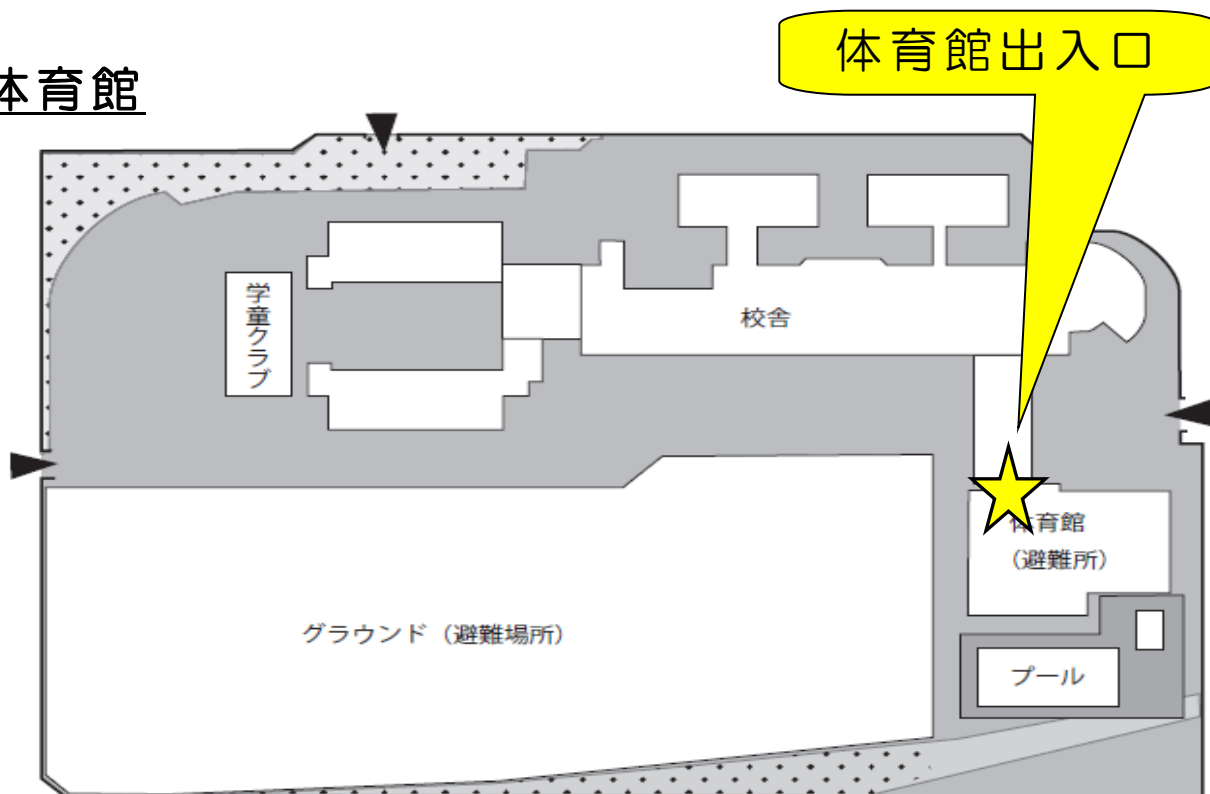 体育館
体育館出入口
学童クラブ
校舎
体育館
(避難所)
グラウンド（避難場所）
プール